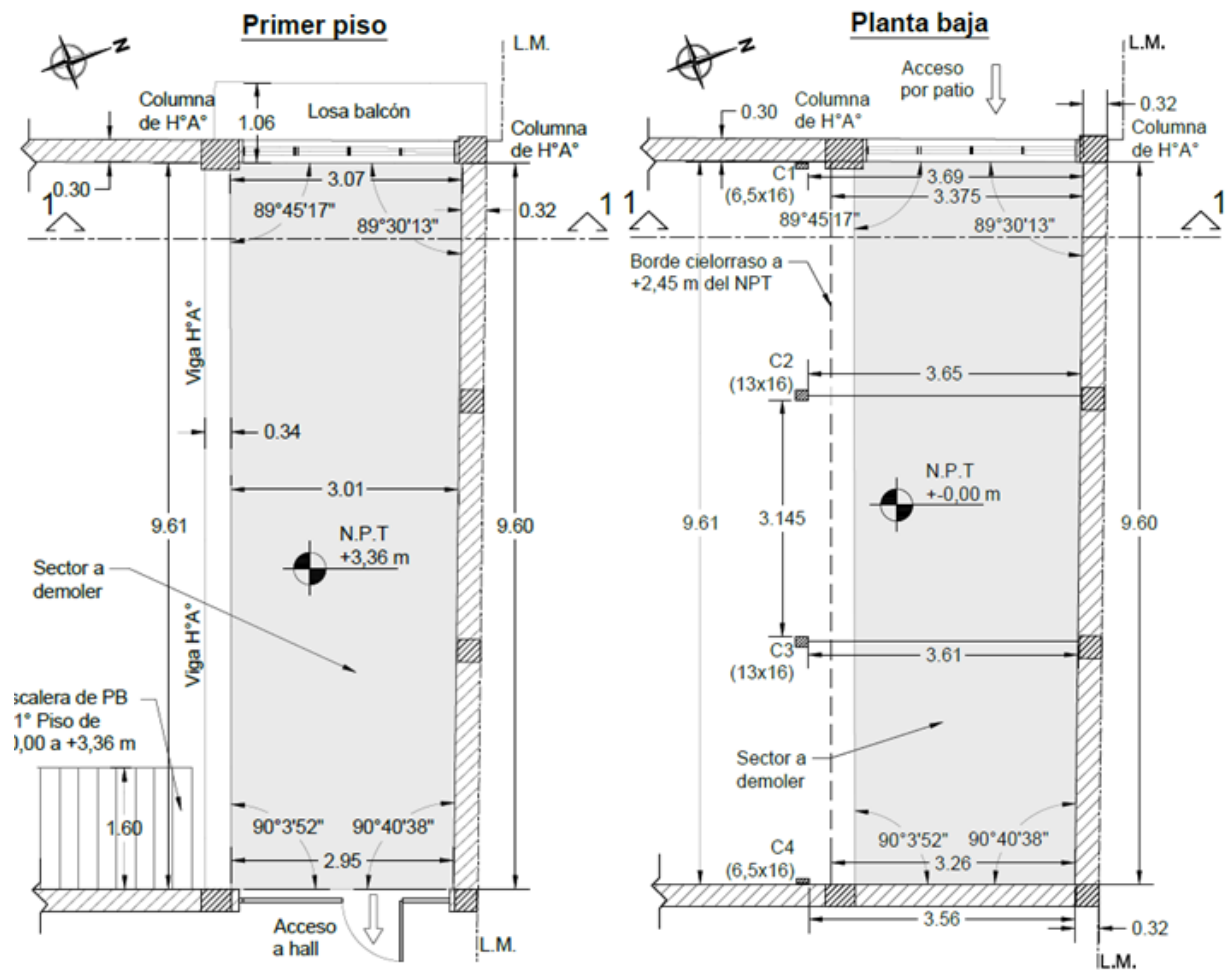 Primer piso
N
L.M.
Columna
de H°A°
1.06
Losa balcón
Columna
de H°A°
0.30
3.07
89°45'17"
89°30'13"
0.32
1
1
Viga H°A°
0.34
3.01
9.61
9.60
N.P.T
+3,36 m
Sector a
demoler
Viga H°A°
scalera de PB
1° Piso de
0,00 a +3,36 m
1.60
90°3'52"
90°40'38"
2.95
Acceso
a hall
L.M.
Planta baja
N
L.M.
Acceso
por patio
0.30
Columna
de H°A°
0.32
Columna
de H°A°
C1
(6,5x16)
3.69
3.375
89°45'17"
89°30'13"
1
1
Borde cielorraso a
+2,45 m del NPT
C2
(13x16)
3.65
N.P.T
+-0,00 m
9.61
3.145
9.60
C3
(13x16)
3.61
Sector a
demoler
90°3'52"
90°40'38"
C4
(6,5x16)
3.26
3.56
0.32
L.M.